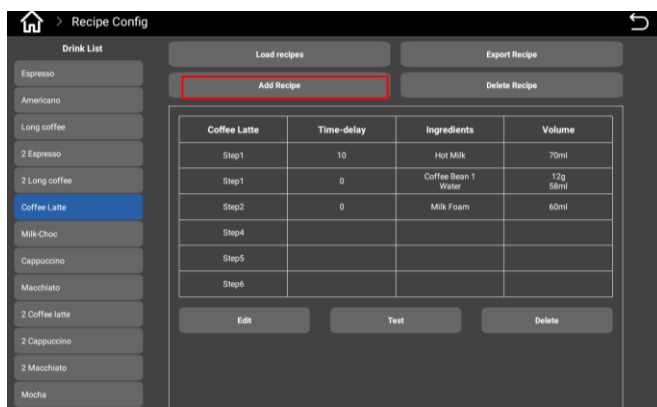 > Recipe Config
Drink List
Espresso
Americano
Long coffee
2 Espresso
2 Long coffee
Coffee Latte
Milk-Choc
Cappuccino
Macchiato
2 Coffee latte
2 Cappuccino
2 Macchiato
Mocha
Load recipes Export Recipe
Add Recipe Delete Recipe
Coffee Latte Time-delay Ingredients Volume
Step1 10 Hot Milk 70ml
Step1 0 Coffee Bean 1 12g
Water 58ml
Step2 0 Milk Foam 60ml
Step4
Step5
Step6
Edit Test Delete